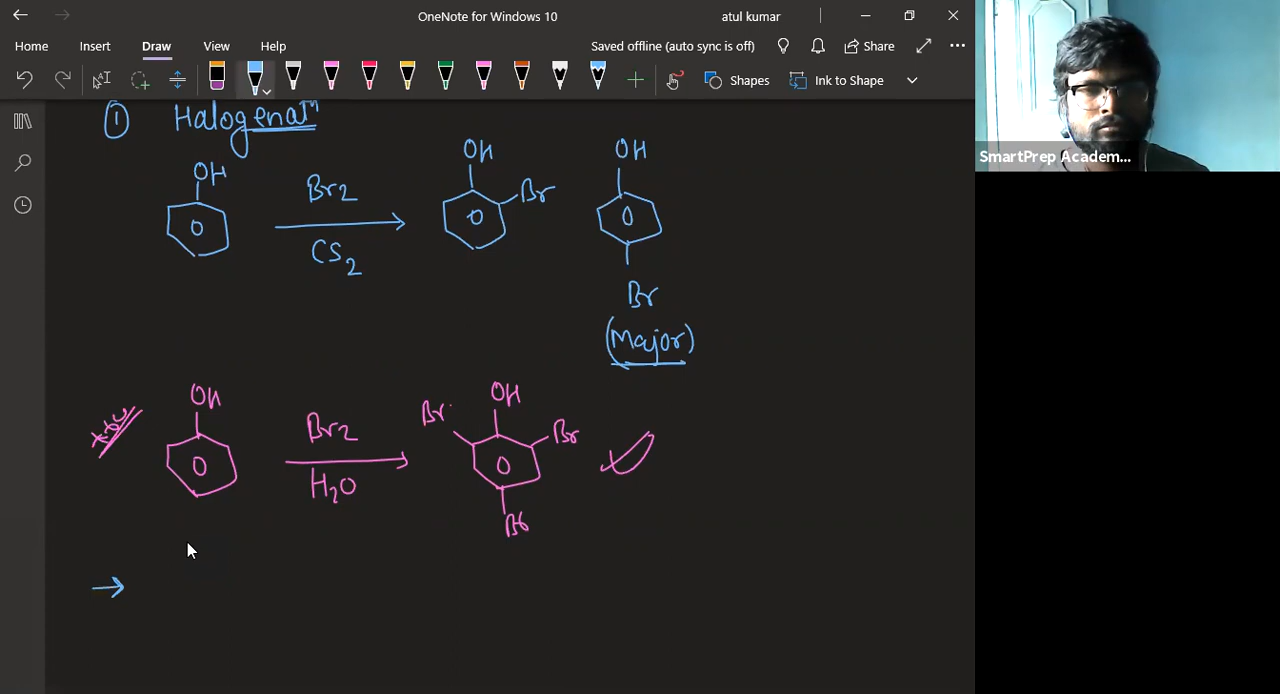 OneNote for Windows 10
atul kumar
Home Insert Draw View Help
Saved offline (auto sync is off)
Share
Shapes
Ink to Shape
SmartPrep Academ...
① Halogenatⁿ
OH
Br2
CS2
OH
Br
OH
Br
(Major)
OH
Br2
H2O
OH
Br
Br
Br
→